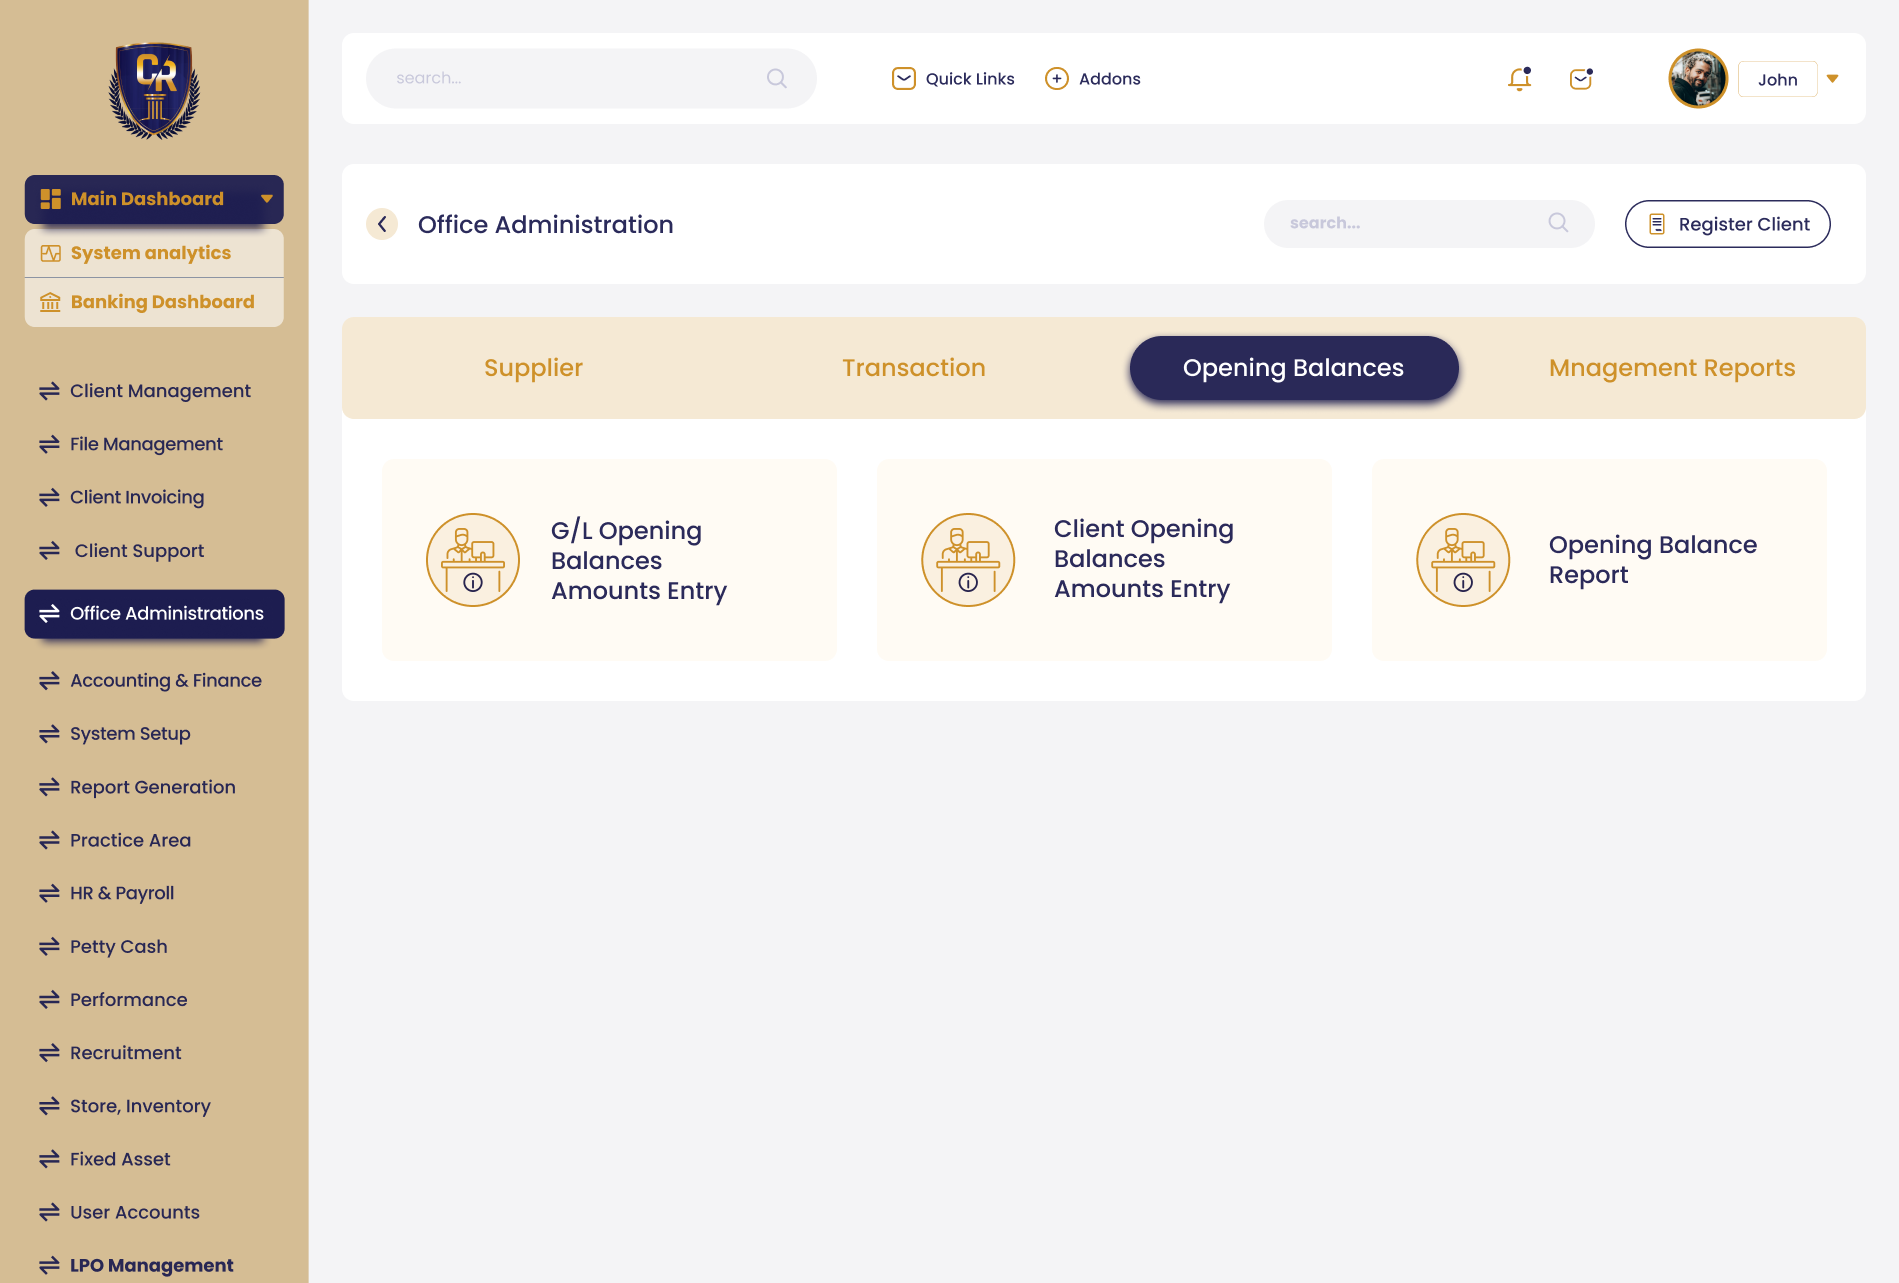 CR
Main Dashboard
System analytics
Banking Dashboard
Client Management
File Management
Client Invoicing
Client Support
Office Administrations
Accounting & Finance
System Setup
Report Generation
Practice Area
HR & Payroll
Petty Cash
Performance
Recruitment
Store, Inventory
Fixed Asset
User Accounts
LPO Management
search...
Quick Links
Addons
John
Office Administration
search...
Register Client
Supplier
Transaction
Opening Balances
Mnagement Reports
G/L Opening
Balances
Amounts Entry
Client Opening
Balances
Amounts Entry
Opening Balance
Report